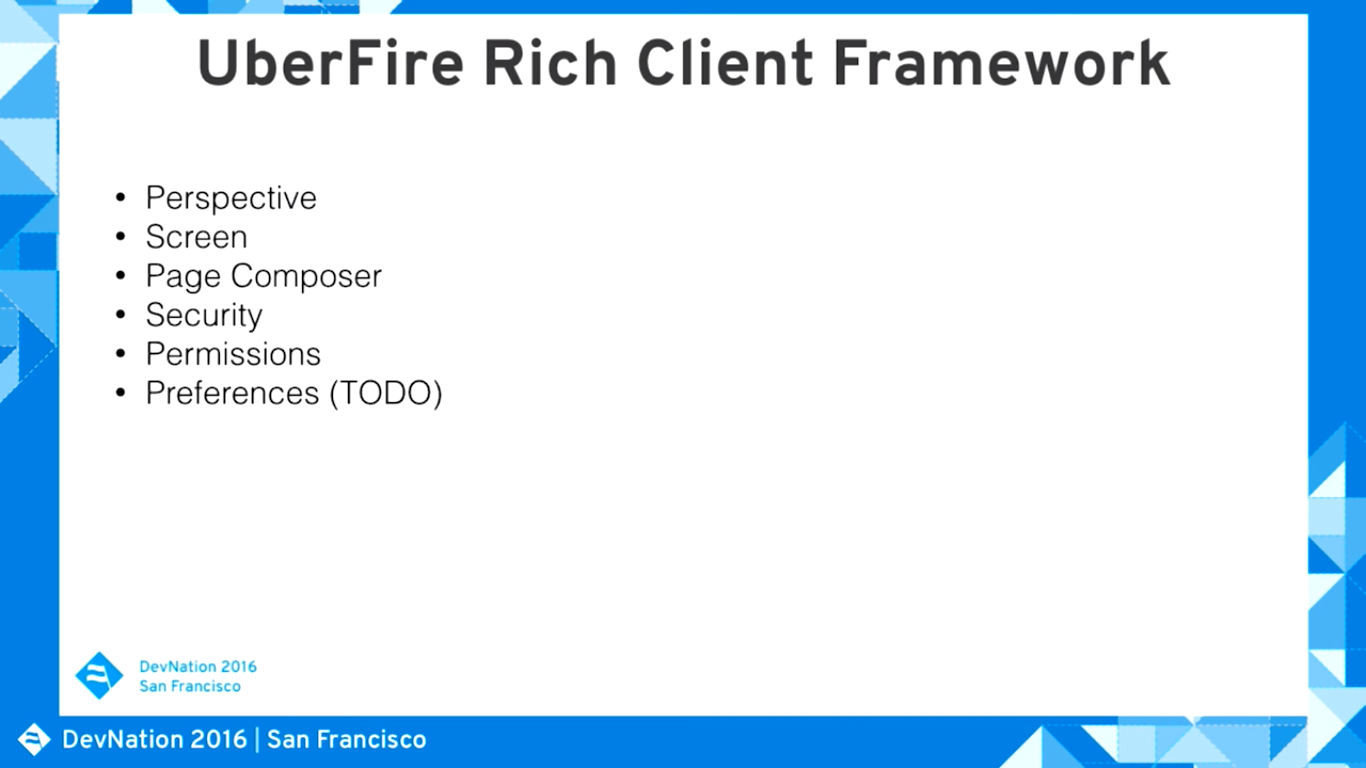 UberFire Rich Client Framework
• Perspective
• Screen
• Page Composer
• Security
• Permissions
• Preferences (TODO)
DevNation 2016
San Francisco
DevNation 2016 | San Francisco